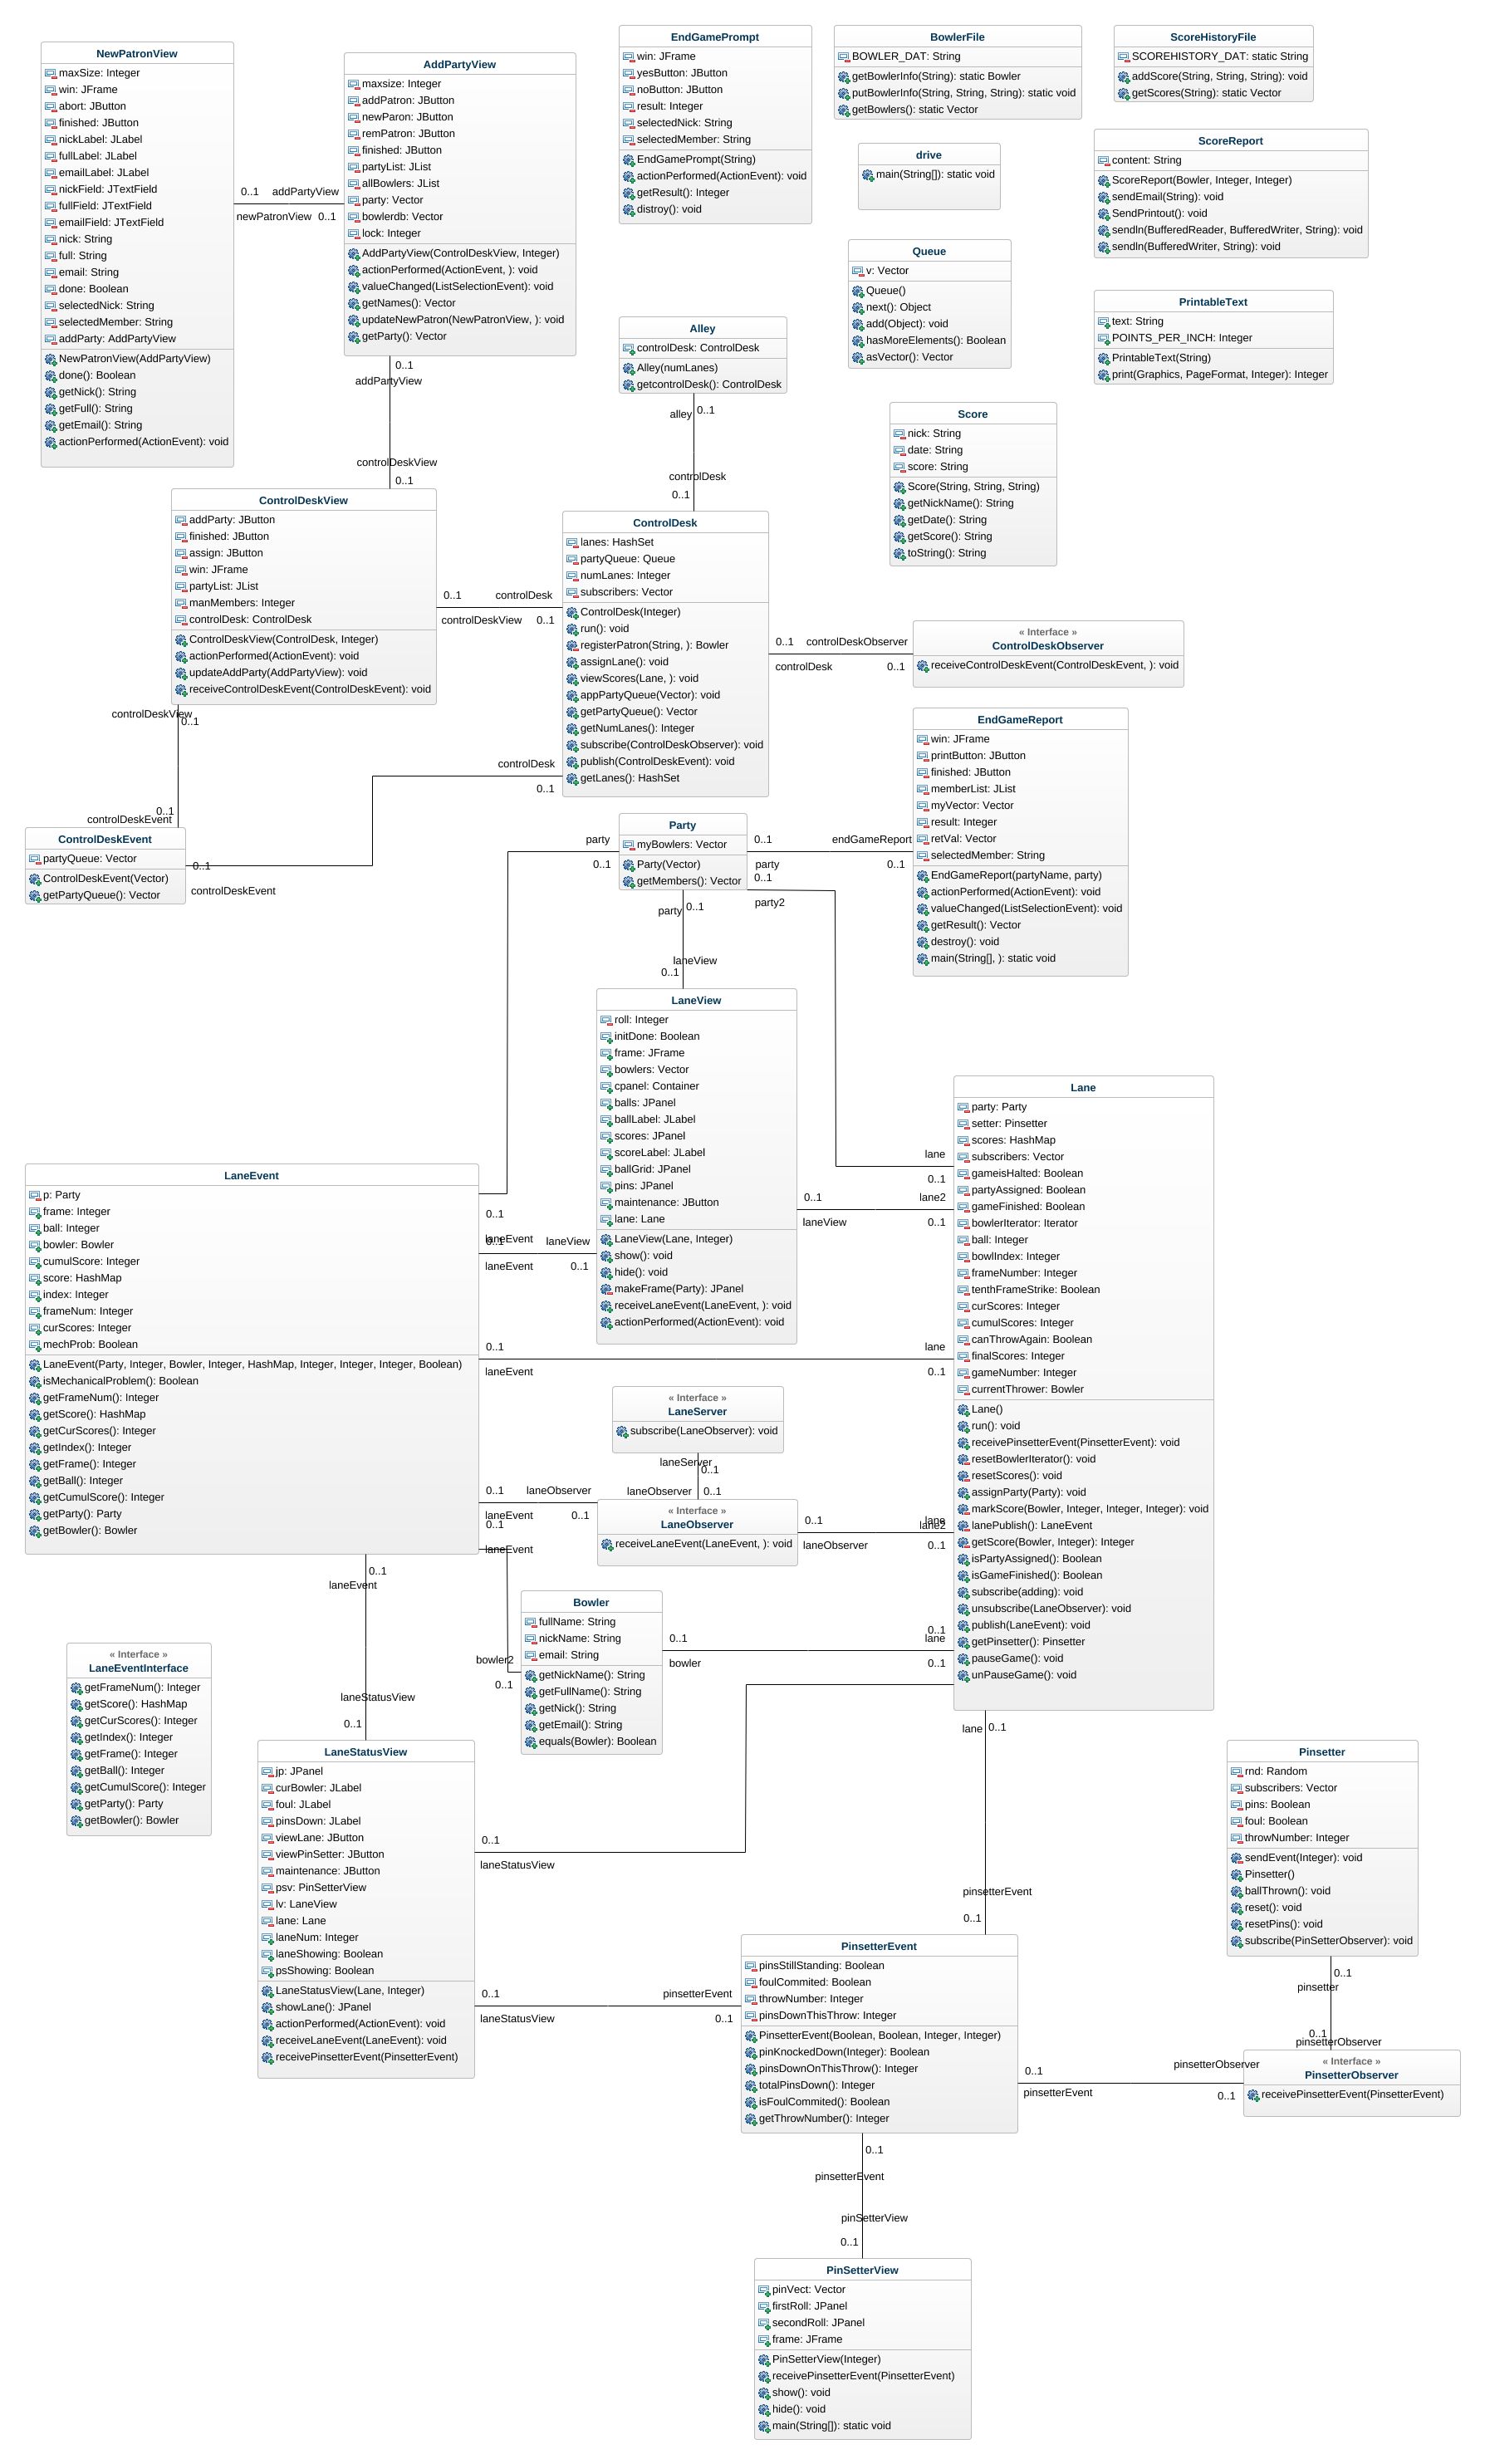 NewPatronView
maxSize: Integer
win: JFrame
abort: JButton
finished: JButton
nickLabel: JLabel
fullLabel: JLabel
emailLabel: JLabel
nickField: JTextField
fullField: JTextField
emailField: JTextField
nick: String
full: String
email: String
done: Boolean
selectedNick: String
selectedMember: String
addParty: AddPartyView
NewPatronView(AddPartyView)
done(): Boolean
getNick(): String
getFull(): String
getEmail(): String
actionPerformed(ActionEvent): void
0..1 addPartyView
newPatronView 0..1
AddPartyView
maxsize: Integer
addPatron: JButton
newParon: JButton
remPatron: JButton
finished: JButton
partyList: JList
allBowlers: JList
party: Vector
bowlerdb: Vector
lock: Integer
AddPartyView(ControlDeskView, Integer)
actionPerformed(ActionEvent, ): void
valueChanged(ListSelectionEvent): void
getNames(): Vector
updateNewPatron(NewPatronView, ): void
getParty(): Vector
0..1
addPartyView
controlDeskView
0..1
EndGamePrompt
win: JFrame
yesButton: JButton
noButton: JButton
result: Integer
selectedNick: String
selectedMember: String
EndGamePrompt(String)
actionPerformed(ActionEvent): void
getResult(): Integer
distroy(): void
BowlerFile
BOWLER_DAT: String
getBowlerInfo(String): static Bowler
putBowlerInfo(String, String, String): static void
getBowlers(): static Vector
ScoreHistoryFile
SCOREHISTORY_DAT: static String
addScore(String, String, String): void
getScores(String): static Vector
drive
main(String[]): static void
ScoreReport
content: String
ScoreReport(Bowler, Integer, Integer)
sendEmail(String): void
SendPrintout(): void
sendln(BufferedReader, BufferedWriter, String): void
sendln(BufferedWriter, String): void
Queue
v: Vector
Queue()
next(): Object
add(Object): void
hasMoreElements(): Boolean
asVector(): Vector
PrintableText
text: String
POINTS_PER_INCH: Integer
PrintableText(String)
print(Graphics, PageFormat, Integer): Integer
Alley
controlDesk: ControlDesk
Alley(numLanes)
getcontrolDesk(): ControlDesk
alley 0..1
controlDesk
0..1
Score
nick: String
date: String
score: String
Score(String, String, String)
getNickName(): String
getDate(): String
getScore(): String
toString(): String
ControlDeskView
addParty: JButton
finished: JButton
assign: JButton
win: JFrame
partyList: JList
manMembers: Integer
controlDesk: ControlDesk
ControlDeskView(ControlDesk, Integer)
actionPerformed(ActionEvent): void
updateAddParty(AddPartyView): void
receiveControlDeskEvent(ControlDeskEvent): void
0..1 controlDesk
controlDeskView 0..1
ControlDesk
lanes: HashSet
partyQueue: Queue
numLanes: Integer
subscribers: Vector
ControlDesk(Integer)
run(): void
registerPatron(String, ): Bowler
assignLane(): void
viewScores(Lane, ): void
appPartyQueue(Vector): void
getPartyQueue(): Vector
getNumLanes(): Integer
subscribe(ControlDeskObserver): void
publish(ControlDeskEvent): void
getLanes(): HashSet
0..1 controlDeskObserver
controlDesk 0..1
« Interface »
ControlDeskObserver
receiveControlDeskEvent(ControlDeskEvent, ): void
controlDeskView
0..1
0..1
controlDeskEvent
controlDesk
0..1
ControlDeskEvent
partyQueue: Vector
ControlDeskEvent(Vector)
getPartyQueue(): Vector
0..1
controlDeskEvent
EndGameReport
win: JFrame
printButton: JButton
finished: JButton
memberList: JList
myVector: Vector
result: Integer
retVal: Vector
selectedMember: String
EndGameReport(partyName, party)
actionPerformed(ActionEvent): void
valueChanged(ListSelectionEvent): void
getResult(): Vector
destroy(): void
main(String[], ): static void
party
0..1
Party
myBowlers: Vector
Party(Vector)
getMembers(): Vector
0..1 endGameReport
party 0..1
0..1
party2
party 0..1
laneView
0..1
LaneView
roll: Integer
initDone: Boolean
frame: JFrame
bowlers: Vector
cpanel: Container
balls: JPanel
ballLabel: JLabel
scores: JPanel
scoreLabel: JLabel
ballGrid: JPanel
pins: JPanel
maintenance: JButton
lane: Lane
LaneView(Lane, Integer)
show(): void
hide(): void
makeFrame(Party): JPanel
receiveLaneEvent(LaneEvent, ): void
actionPerformed(ActionEvent): void
lane
0..1
0..1 lane2
laneView 0..1
Lane
party: Party
setter: Pinsetter
scores: HashMap
subscribers: Vector
gameisHalted: Boolean
partyAssigned: Boolean
gameFinished: Boolean
bowlerIterator: Iterator
ball: Integer
bowlIndex: Integer
frameNumber: Integer
tenthFrameStrike: Boolean
curScores: Integer
cumulScores: Integer
canThrowAgain: Boolean
finalScores: Integer
gameNumber: Integer
currentThrower: Bowler
Lane()
run(): void
receivePinsetterEvent(PinsetterEvent): void
resetBowlerIterator(): void
resetScores(): void
assignParty(Party): void
markScore(Bowler, Integer, Integer, Integer): void
lanePublish(): LaneEvent
getScore(Bowler, Integer): Integer
isPartyAssigned(): Boolean
isGameFinished(): Boolean
subscribe(adding): void
unsubscribe(LaneObserver): void
publish(LaneEvent): void
getPinsetter(): Pinsetter
pauseGame(): void
unPauseGame(): void
LaneEvent
p: Party
frame: Integer
ball: Integer
bowler: Bowler
cumulScore: Integer
score: HashMap
index: Integer
frameNum: Integer
curScores: Integer
mechProb: Boolean
LaneEvent(Party, Integer, Bowler, Integer, HashMap, Integer, Integer, Integer, Boolean)
isMechanicalProblem(): Boolean
getFrameNum(): Integer
getScore(): HashMap
getCurScores(): Integer
getIndex(): Integer
getFrame(): Integer
getBall(): Integer
getCumulScore(): Integer
getParty(): Party
getBowler(): Bowler
0..1
laneEvent
0..1 laneView
laneEvent 0..1
0..1 lane
laneEvent 0..1
« Interface »
LaneServer
subscribe(LaneObserver): void
laneServer
0..1
laneObserver 0..1
0..1 laneObserver
laneEvent 0..1
« Interface »
LaneObserver
receiveLaneEvent(LaneEvent, ): void
0..1 lane
lane2
laneObserver 0..1
0..1
laneEvent
bowler2
0..1
Bowler
fullName: String
nickName: String
email: String
getNickName(): String
getFullName(): String
getNick(): String
getEmail(): String
equals(Bowler): Boolean
0..1
0..1 lane
bowler 0..1
0..1
laneEvent
laneStatusView
0..1
« Interface »
LaneEventInterface
getFrameNum(): Integer
getScore(): HashMap
getCurScores(): Integer
getIndex(): Integer
getFrame(): Integer
getBall(): Integer
getCumulScore(): Integer
getParty(): Party
getBowler(): Bowler
LaneStatusView
jp: JPanel
curBowler: JLabel
foul: JLabel
pinsDown: JLabel
viewLane: JButton
viewPinSetter: JButton
maintenance: JButton
psv: PinSetterView
lv: LaneView
lane: Lane
laneNum: Integer
laneShowing: Boolean
psShowing: Boolean
LaneStatusView(Lane, Integer)
showLane(): JPanel
actionPerformed(ActionEvent): void
receiveLaneEvent(LaneEvent): void
receivePinsetterEvent(PinsetterEvent)
0..1
laneStatusView
0..1 pinsetterEvent
laneStatusView 0..1
lane 0..1
pinsetterEvent
0..1
PinsetterEvent
pinsStillStanding: Boolean
foulCommited: Boolean
throwNumber: Integer
pinsDownThisThrow: Integer
PinsetterEvent(Boolean, Boolean, Integer, Integer)
pinKnockedDown(Integer): Boolean
pinsDownOnThisThrow(): Integer
totalPinsDown(): Integer
isFoulCommited(): Boolean
getThrowNumber(): Integer
Pinsetter
rnd: Random
subscribers: Vector
pins: Boolean
foul: Boolean
throwNumber: Integer
sendEvent(Integer): void
Pinsetter()
ballThrown(): void
reset(): void
resetPins(): void
subscribe(PinSetterObserver): void
0..1
pinsetter
0..1
pinsetterObserver
0..1 pinsetterObserver
pinsetterEvent 0..1
« Interface »
PinsetterObserver
receivePinsetterEvent(PinsetterEvent)
0..1
pinsetterEvent
pinSetterView
0..1
PinSetterView
pinVect: Vector
firstRoll: JPanel
secondRoll: JPanel
frame: JFrame
PinSetterView(Integer)
receivePinsetterEvent(PinsetterEvent)
show(): void
hide(): void
main(String[]): static void